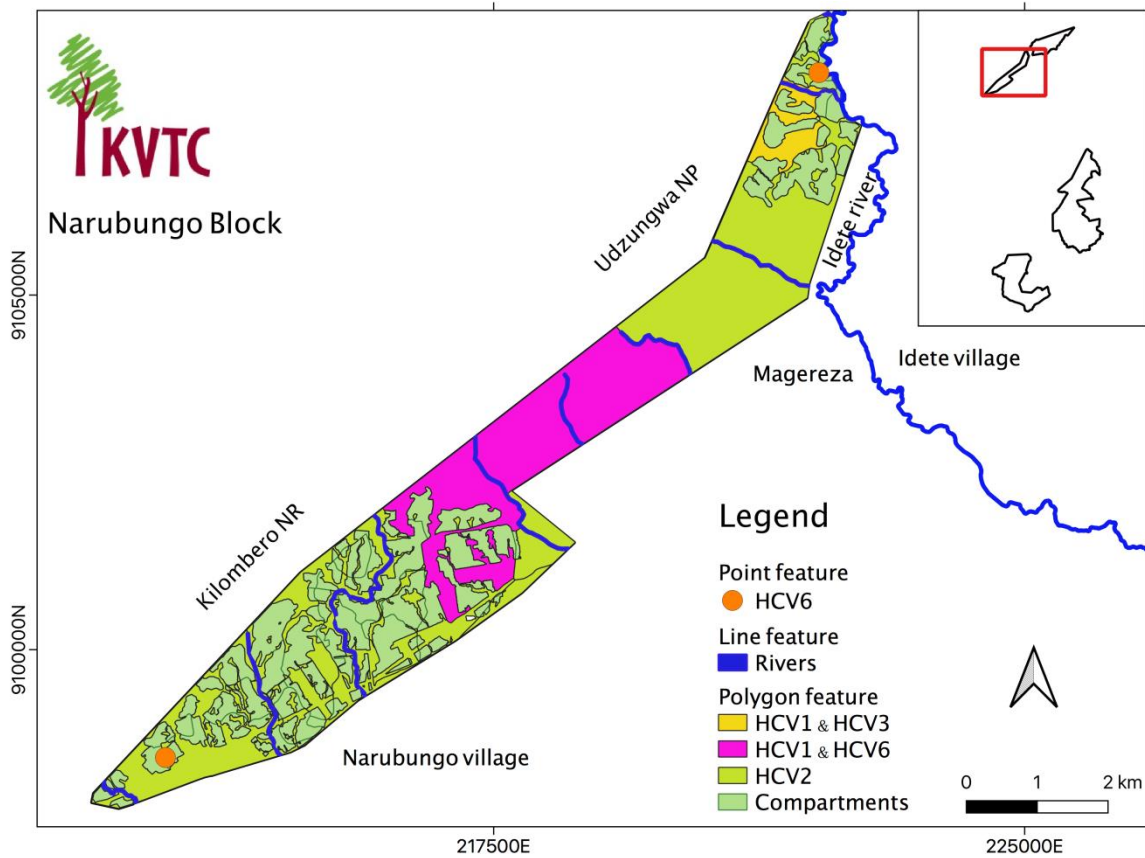 KVTC
Narubungo Block
Udzungwa NP
Idete river
9105000N
Idete village
Magereza
Kilombero NR
9100000N
Narubungo village
Legend
Point feature
HCV6
Line feature
Rivers
Polygon feature
HCV1 & HCV3
HCV1 & HCV6
HCV2
Compartments
0 1 2 km
217500E
225000E